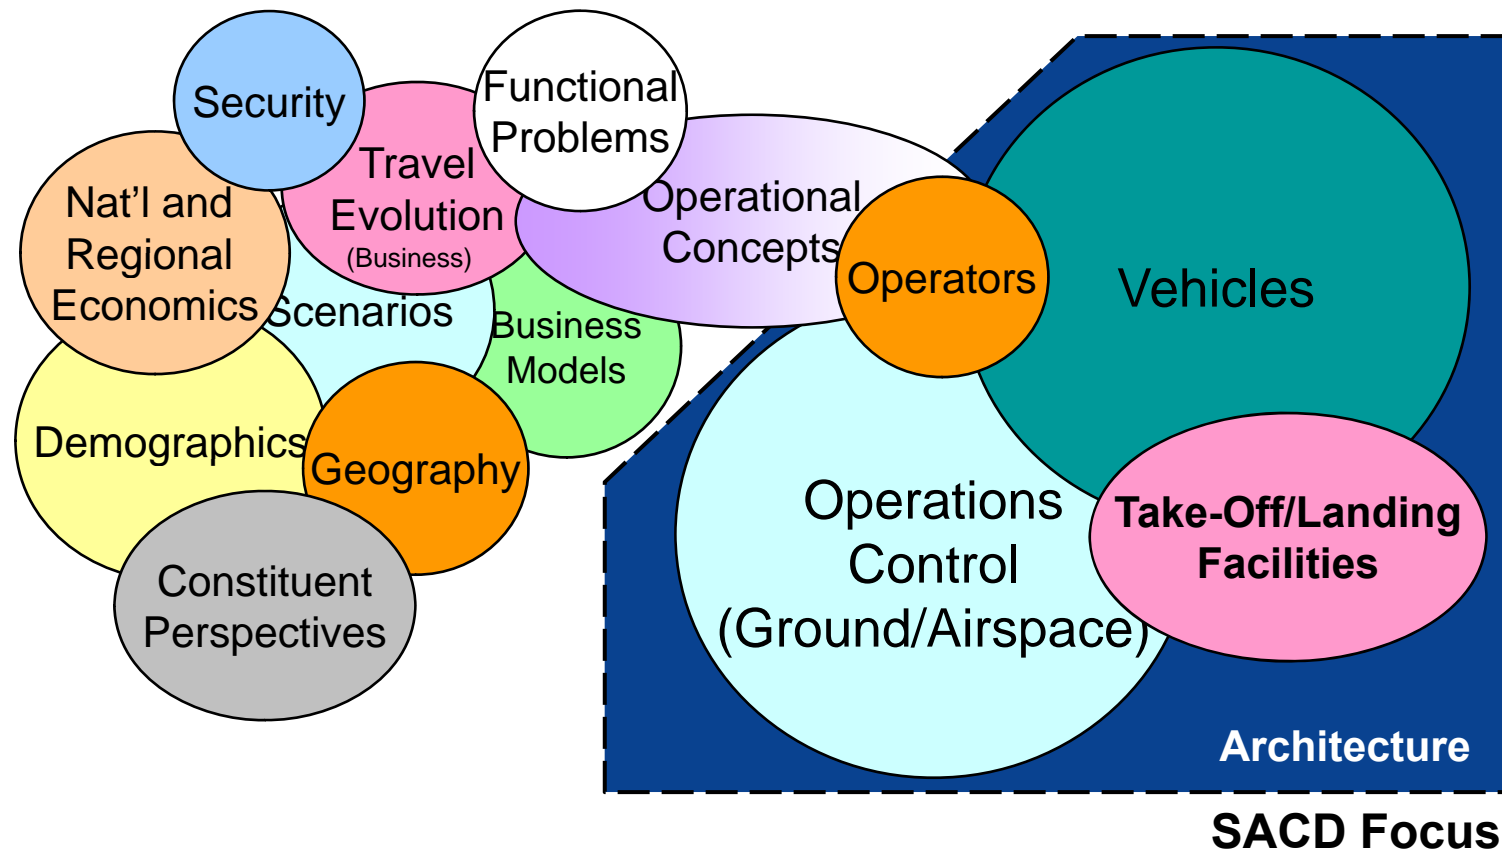 Security
Functional
Problems
Travel
Evolution
(Business)
Nat’l and
Regional
Economics
Operational
Concepts
Operators
Vehicles
Scenarios
Business
Models
Demographics
Geography
Constituent
Perspectives
Operations
Control
(Ground/Airspace)
Take-Off/Landing
Facilities
Architecture
SACD Focus